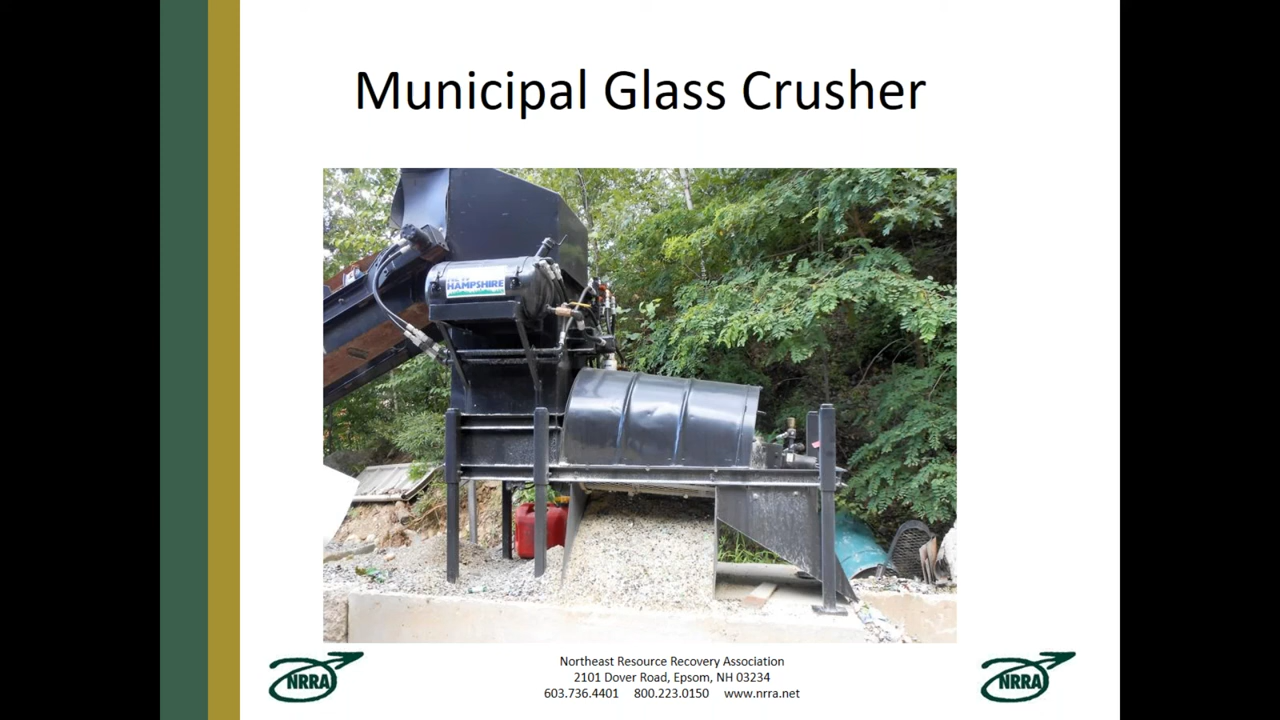 Municipal Glass Crusher
HAMPSHIRE
NRRA
Northeast Resource Recovery Association
2101 Dover Road, Epsom, NH 03234
603.736.4401 800.223.0150 www.nrra.net
NRRA